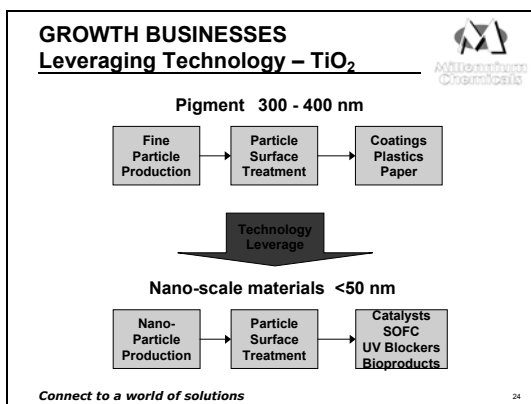 GROWTH BUSINESSES
Leveraging Technology – TiO₂
Millennium
Chemicals
Pigment 300 - 400 nm
Fine
Particle
Production
Particle
Surface
Treatment
Coatings
Plastics
Paper
Technology
Leverage
Nano-scale materials <50 nm
Nano-
Particle
Production
Particle
Surface
Treatment
Catalysts
SOFC
UV Blockers
Bioproducts
Connect to a world of solutions
24